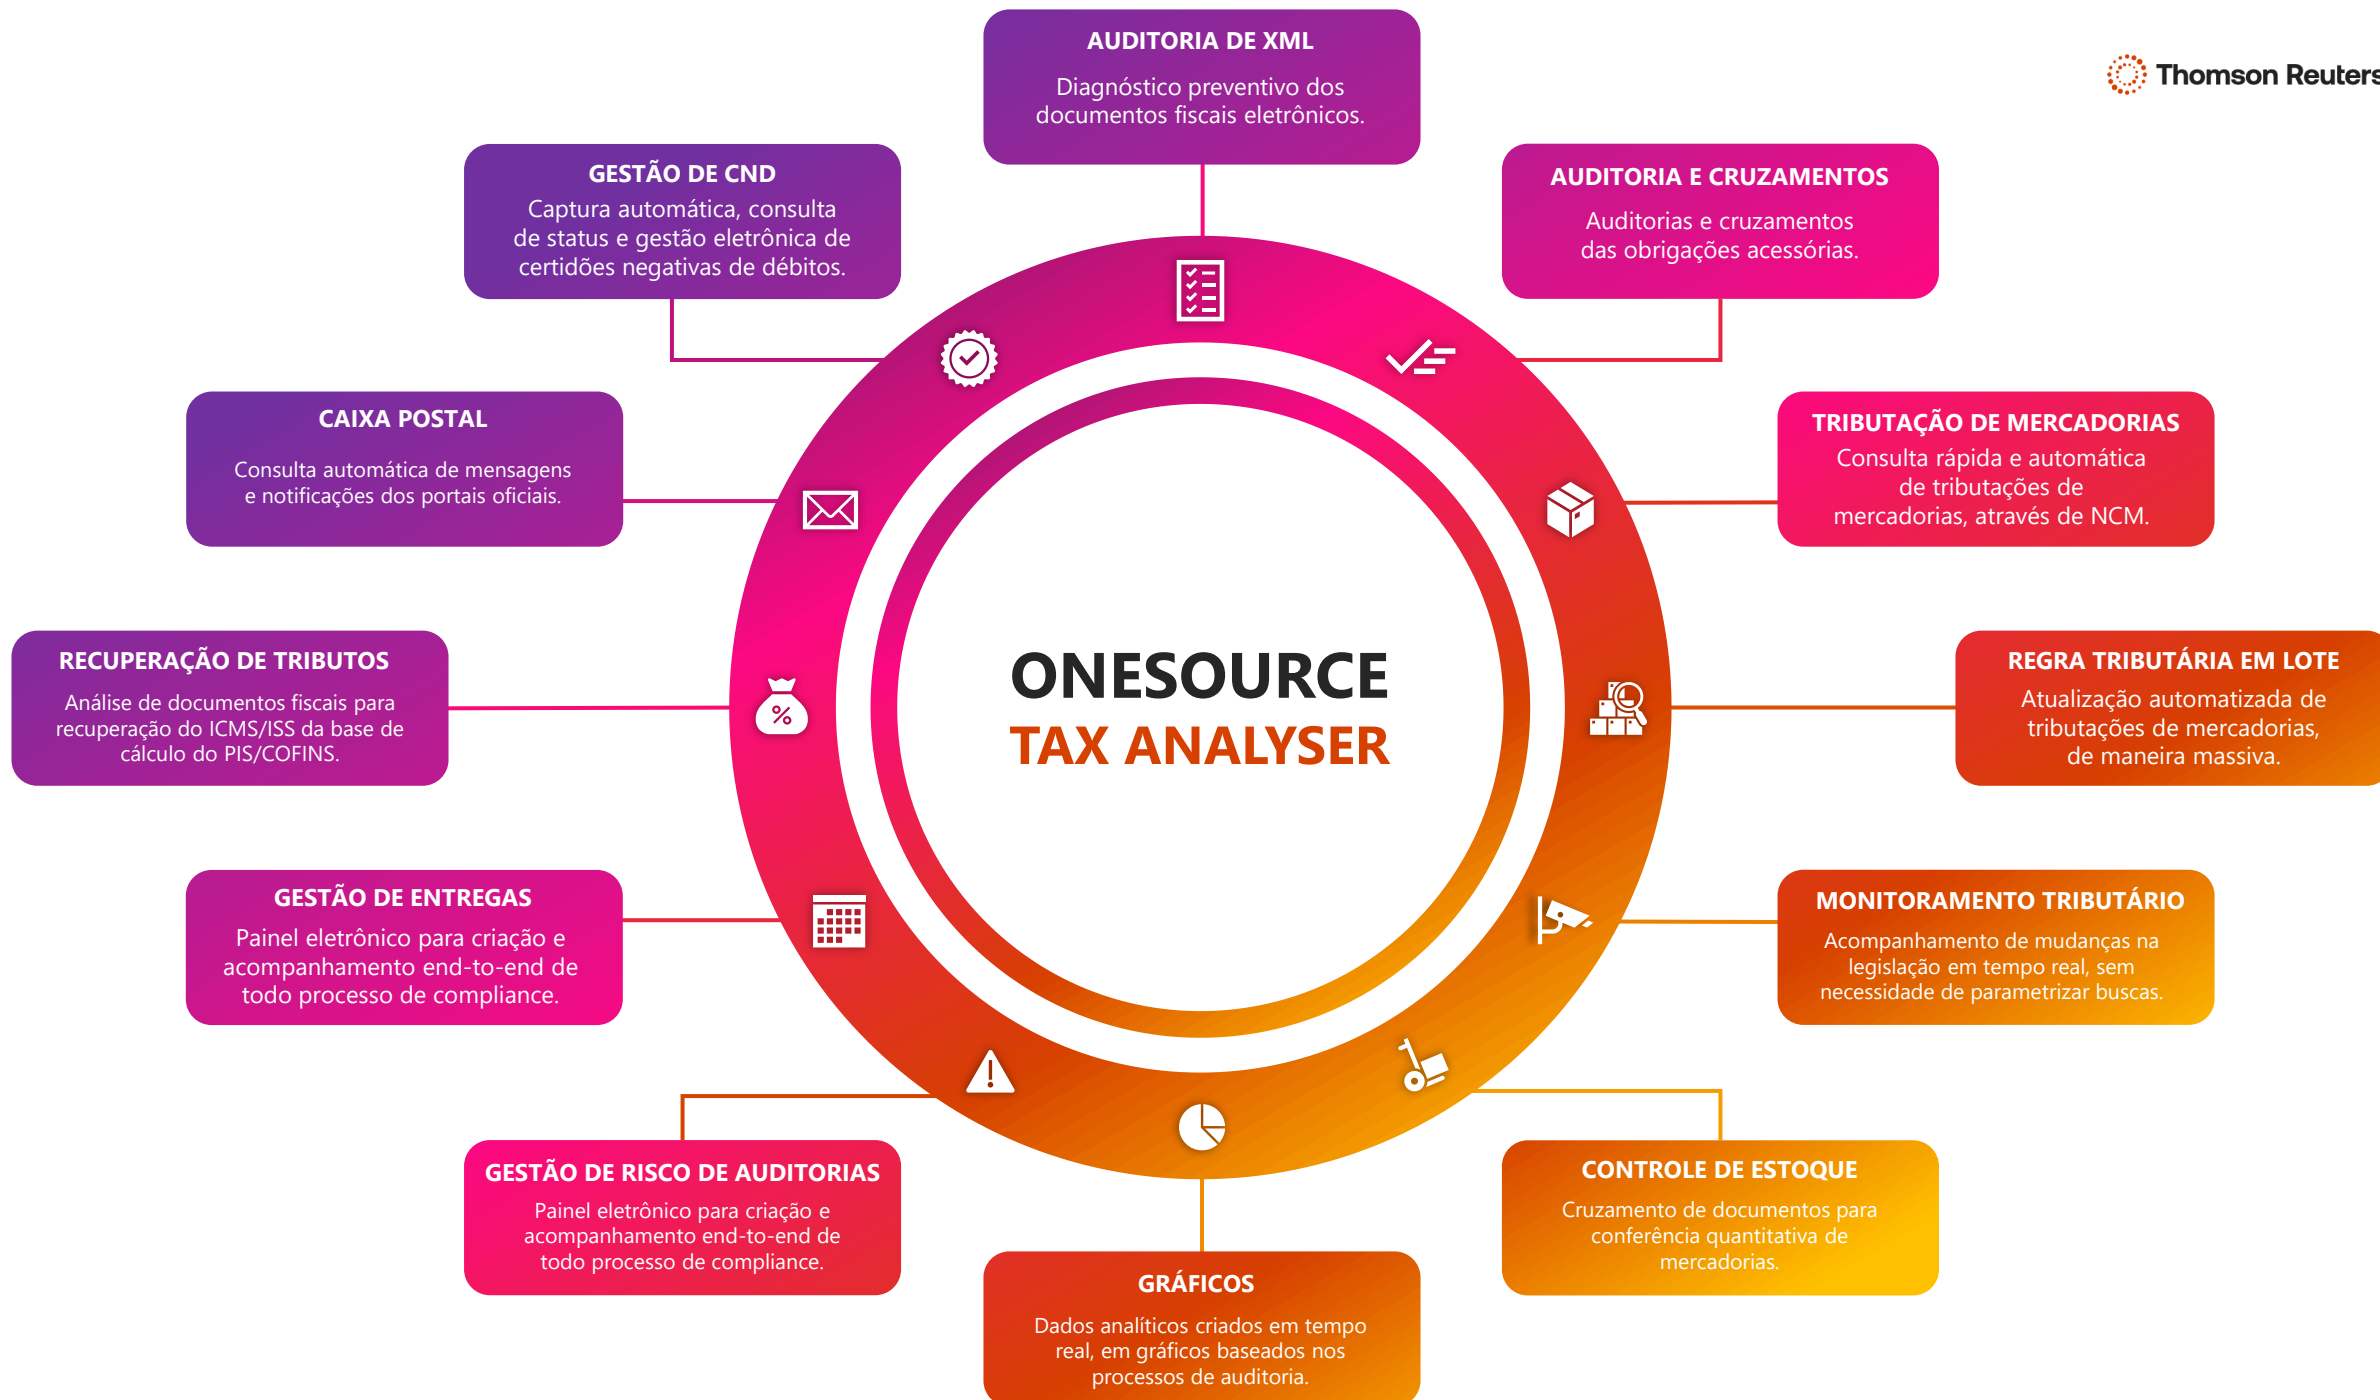 AUDITORIA DE XML
Diagnóstico preventivo dos
documentos fiscais eletrônicos.
Thomson Reuters
GESTÃO DE CND
Captura automática, consulta
de status e gestão eletrônica de
certidões negativas de débitos.
AUDITORIA E CRUZAMENTOS
Auditorias e cruzamentos
das obrigações acessórias.
CAIXA POSTAL
Consulta automática de mensagens
e notificações dos portais oficiais.
TRIBUTAÇÃO DE MERCADORIAS
Consulta rápida e automática
de tributações de
mercadorias, através de NCM.
RECUPERAÇÃO DE TRIBUTOS
Análise de documentos fiscais para
recuperação do ICMS/ISS da base de
cálculo do PIS/COFINS.
ONESOURCE
TAX ANALYSER
REGRA TRIBUTÁRIA EM LOTE
Atualização automatizada de
tributações de mercadorias,
de maneira massiva.
GESTÃO DE ENTREGAS
Painel eletrônico para criação e
acompanhamento end-to-end de
todo processo de compliance.
MONITORAMENTO TRIBUTÁRIO
Acompanhamento de mudanças na
legislação em tempo real, sem
necessidade de parametrizar buscas.
GESTÃO DE RISCO DE AUDITORIAS
Painel eletrônico para criação e
acompanhamento end-to-end de
todo processo de compliance.
CONTROLE DE ESTOQUE
Cruzamento de documentos para
conferência quantitativa de
mercadorias.
GRÁFICOS
Dados analíticos criados em tempo
real, em gráficos baseados nos
processos de auditoria.